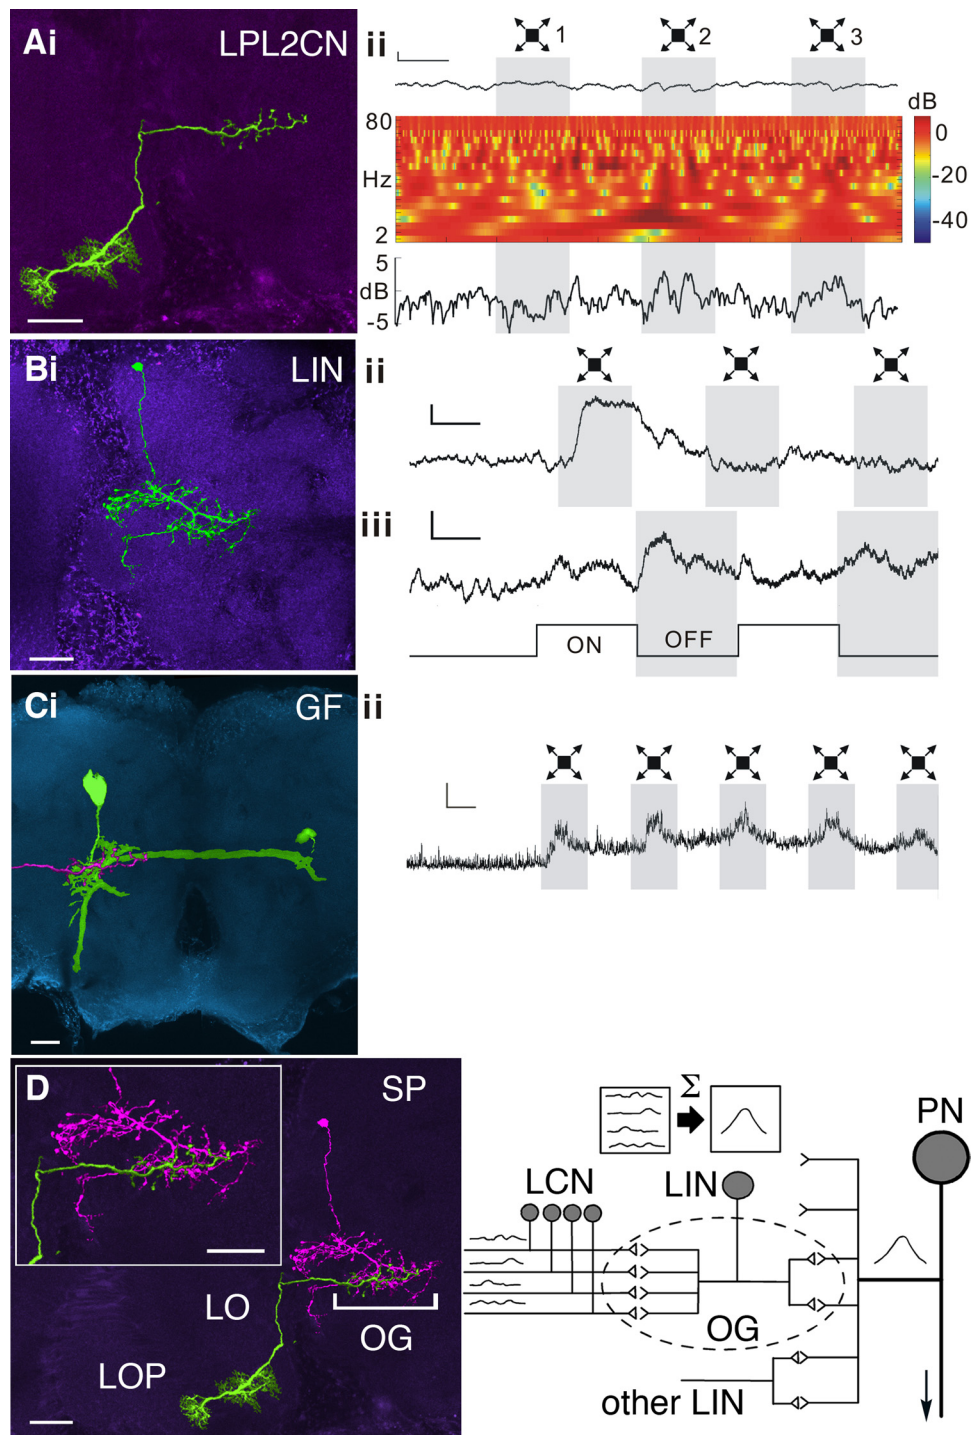 Ai LPL2CN
ii
1 2 3
80
Hz
2
dB
0
-20
-40
5
dB
-5
Bi LIN
ii
iii
ON OFF
Ci GF
ii
D SP
LO
OG
LOP
Σ
PN
LCN LIN
OG
other LIN